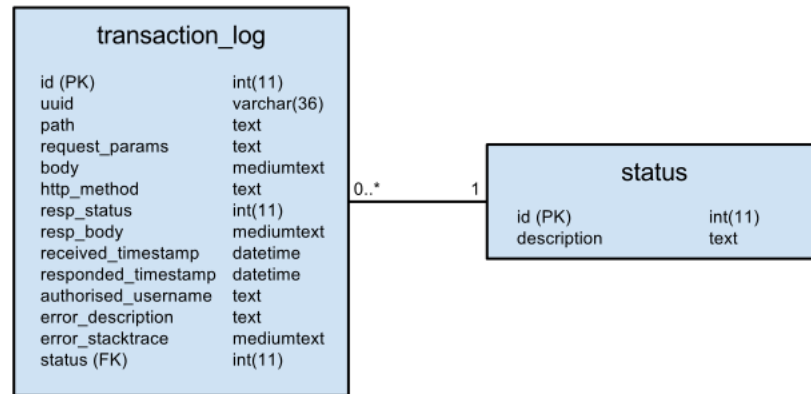 transaction_log
id (PK) int(11)
uuid varchar(36)
path text
request_params text
body mediumtext
http_method text
resp_status int(11)
resp_body mediumtext
received_timestamp datetime
responded_timestamp datetime
authorised_username text
error_description text
error_stacktrace mediumtext
status (FK) int(11)
0..* 1
status
id (PK) int(11)
description text